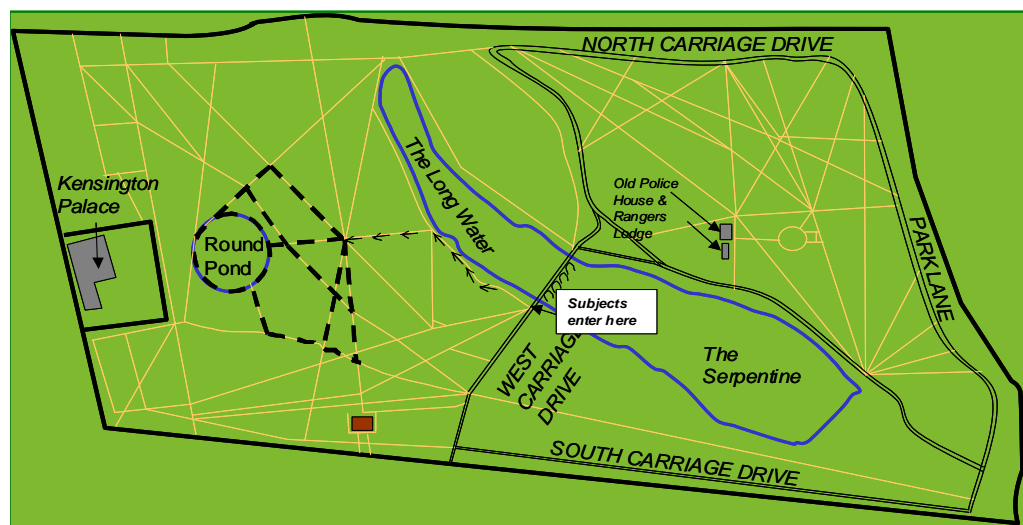 NORTH CARRIAGE DRIVE
The Long Water
Kensington
Palace
Old Police
House &
Rangers
Lodge
PARK LANE
Round
Pond
Subjects
enter here
The
Serpentine
WEST
CARRIAGE
DRIVE
SOUTH CARRIAGE DRIVE